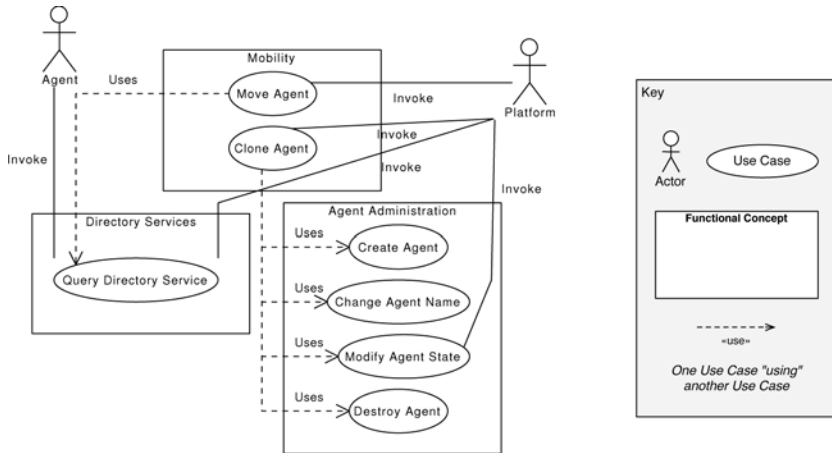 Agent
Uses
Mobility
Move Agent
Invoke
Platform
Clone Agent
Invoke
Invoke
Invoke
Invoke
Directory Services
Query Directory Service
Agent Administration
Uses
Create Agent
Uses
Change Agent Name
Uses
Modify Agent State
Uses
Destroy Agent
Key
Actor
Use Case
Functional Concept
«use»
One Use Case "using"
another Use Case